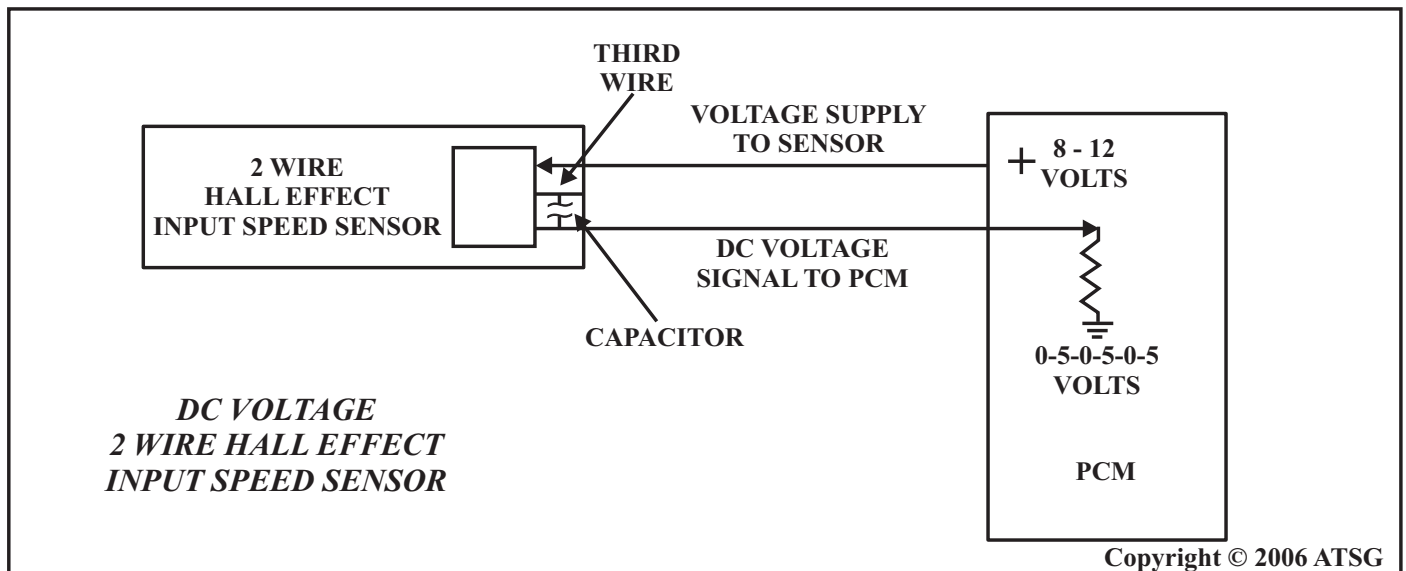 THIRD
WIRE
VOLTAGE SUPPLY
TO SENSOR
8 - 12
VOLTS
+
2 WIRE
HALL EFFECT
INPUT SPEED SENSOR
DC VOLTAGE
SIGNAL TO PCM
CAPACITOR
0-5-0-5-0-5
VOLTS
DC VOLTAGE
2 WIRE HALL EFFECT
INPUT SPEED SENSOR
PCM
Copyright © 2006 ATSG